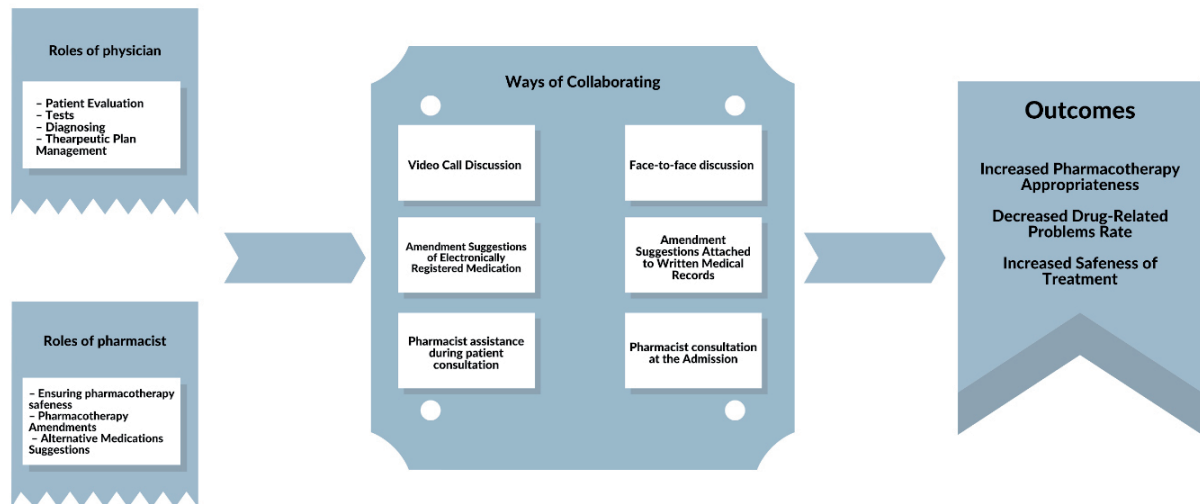 Roles of physician
– Patient Evaluation
– Tests
– Diagnosing
– Thearpeutic Plan
Management
Roles of pharmacist
– Ensuring pharmacotherapy
safeness
– Pharmacotherapy
Amendments
– Alternative Medications
Suggestions
Ways of Collaborating
Video Call Discussion
Face-to-face discussion
Amendment Suggestions
of Electronically
Registered Medication
Amendment
Suggestions Attached
to Written Medical
Records
Pharmacist assistance
during patient
consultation
Pharmacist consultation
at the Admission
Outcomes
Increased Pharmacotherapy
Appropriateness
Decreased Drug-Related
Problems Rate
Increased Safeness of
Treatment